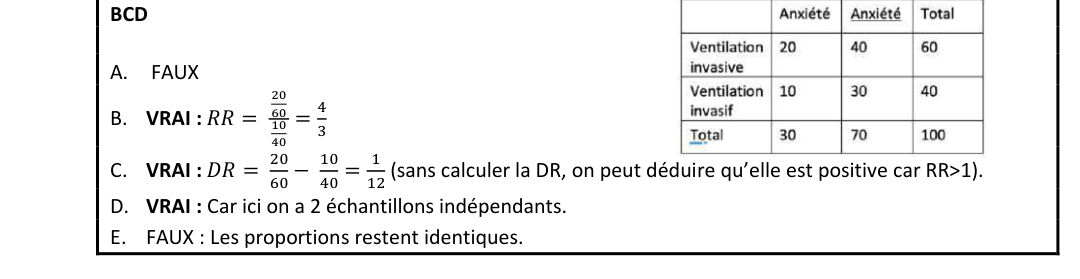 BCD
A. FAUX
B. VRAI : RR = (20/60)/(10/40) = 4/3
C. VRAI : DR = 20/60 − 10/40 = 1/12 (sans calculer la DR, on peut déduire qu'elle est positive car RR>1).
D. VRAI : Car ici on a 2 échantillons indépendants.
E. FAUX : Les proportions restent identiques.
Anxiété Anxiété Total
Ventilation 20 40 60
invasive
Ventilation 10 30 40
invasif
Total 30 70 100